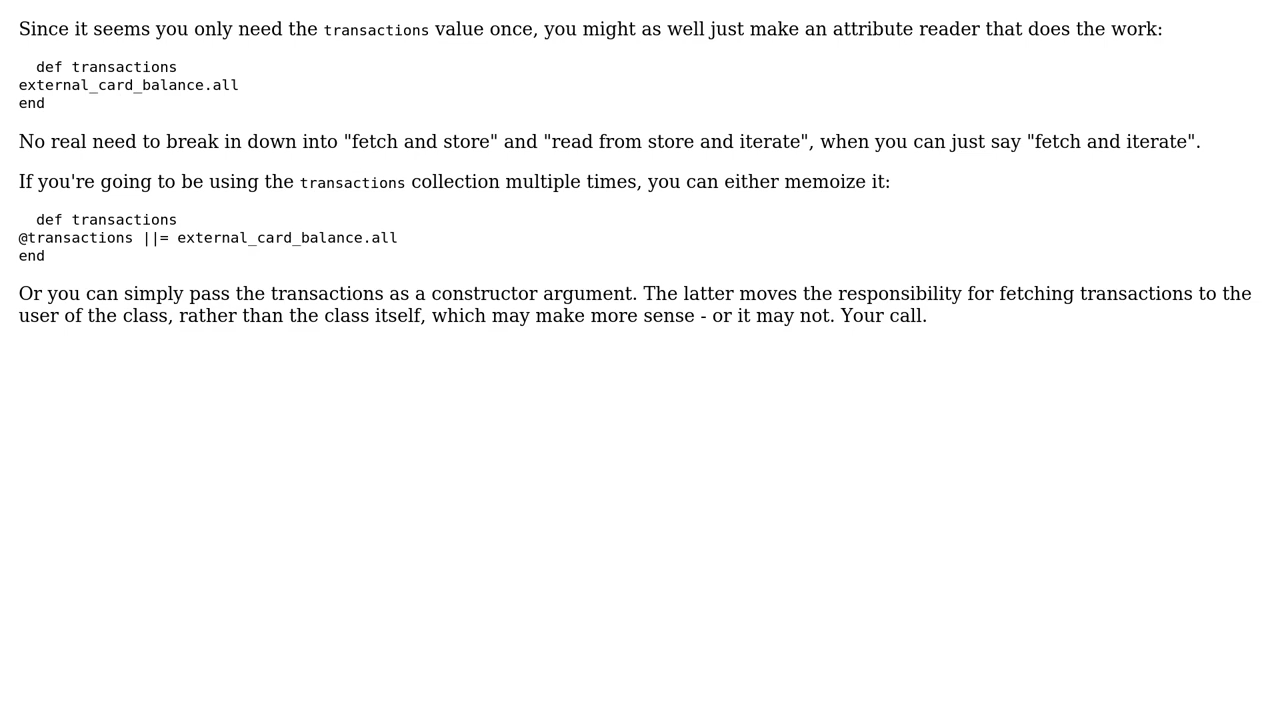 Since it seems you only need the transactions value once, you might as well just make an attribute reader that does the work:
  def transactions
external_card_balance.all
end
No real need to break in down into "fetch and store" and "read from store and iterate", when you can just say "fetch and iterate".
If you're going to be using the transactions collection multiple times, you can either memoize it:
  def transactions
@transactions ||= external_card_balance.all
end
Or you can simply pass the transactions as a constructor argument. The latter moves the responsibility for fetching transactions to the
user of the class, rather than the class itself, which may make more sense - or it may not. Your call.